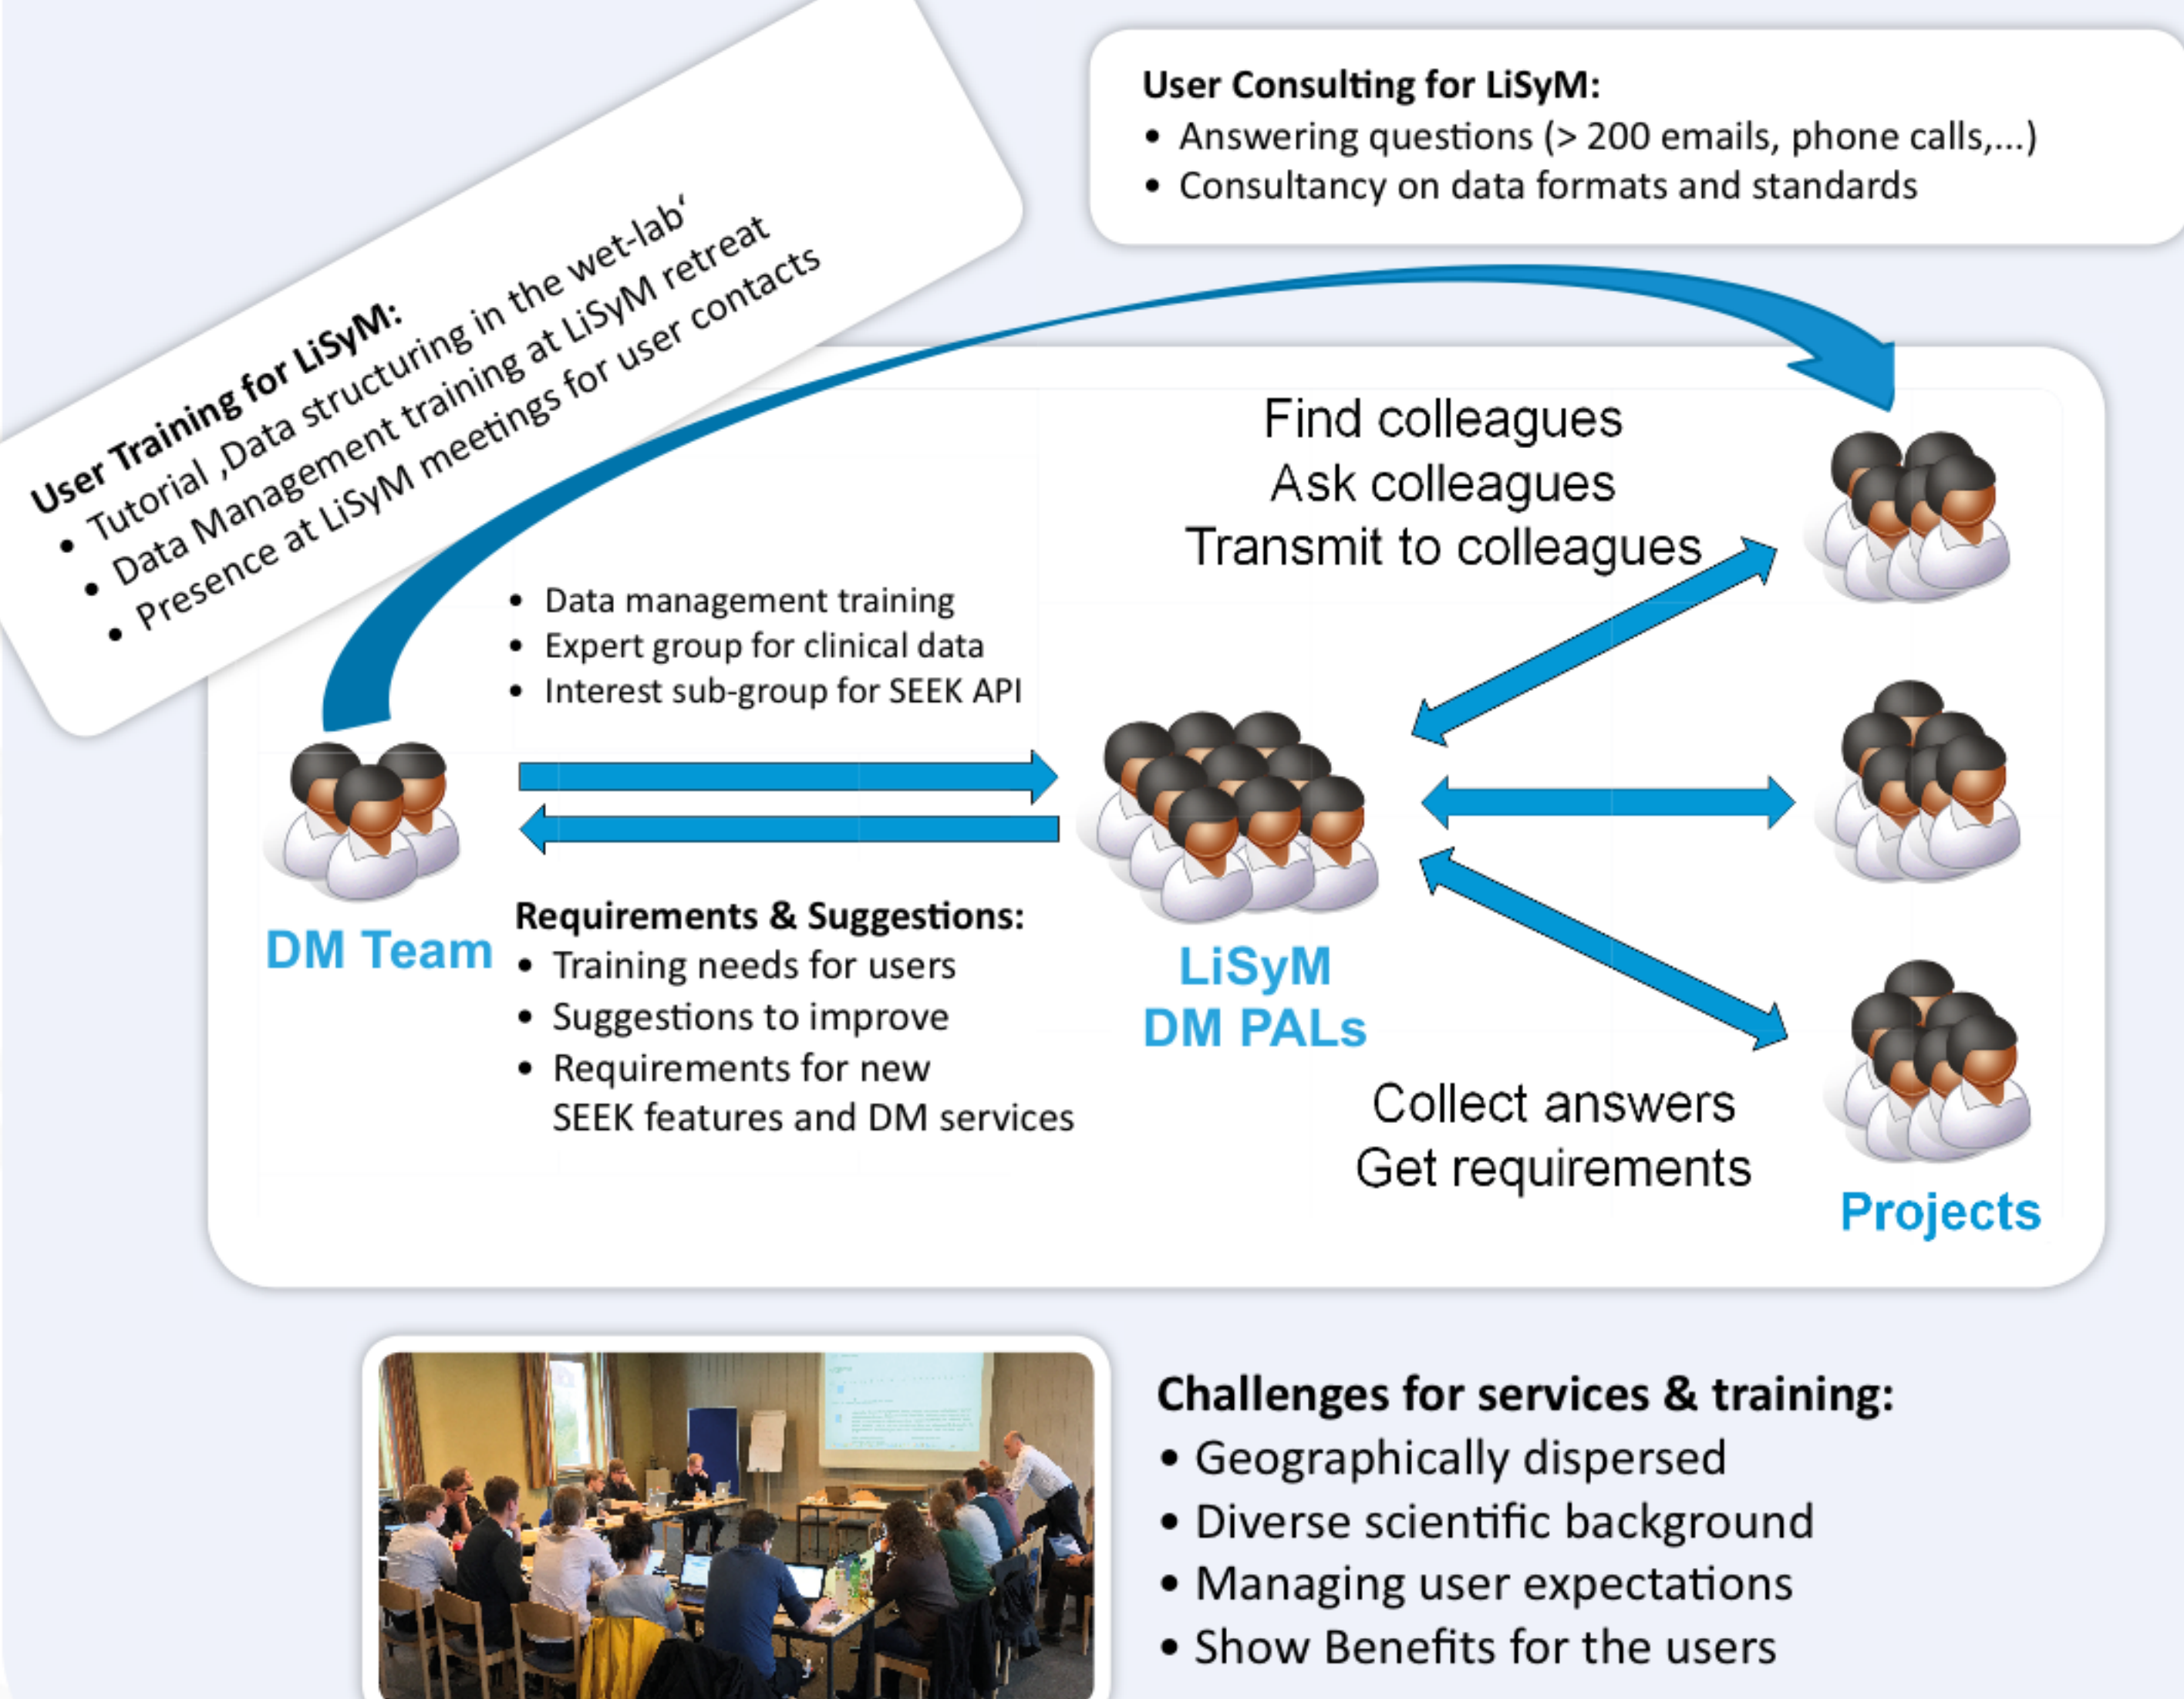 User Training for LiSyM:
• Tutorial ‚Data structuring in the wet-lab‘
• Data Management training at LiSyM retreat
• Presence at LiSyM meetings for user contacts
User Consulting for LiSyM:
• Answering questions (> 200 emails, phone calls,...)
• Consultancy on data formats and standards
Find colleagues
Ask colleagues
Transmit to colleagues
• Data management training
• Expert group for clinical data
• Interest sub-group for SEEK API
DM Team
Requirements & Suggestions:
• Training needs for users
• Suggestions to improve
• Requirements for new
SEEK features and DM services
LiSyM
DM PALs
Collect answers
Get requirements
Projects
Challenges for services & training:
• Geographically dispersed
• Diverse scientific background
• Managing user expectations
• Show Benefits for the users